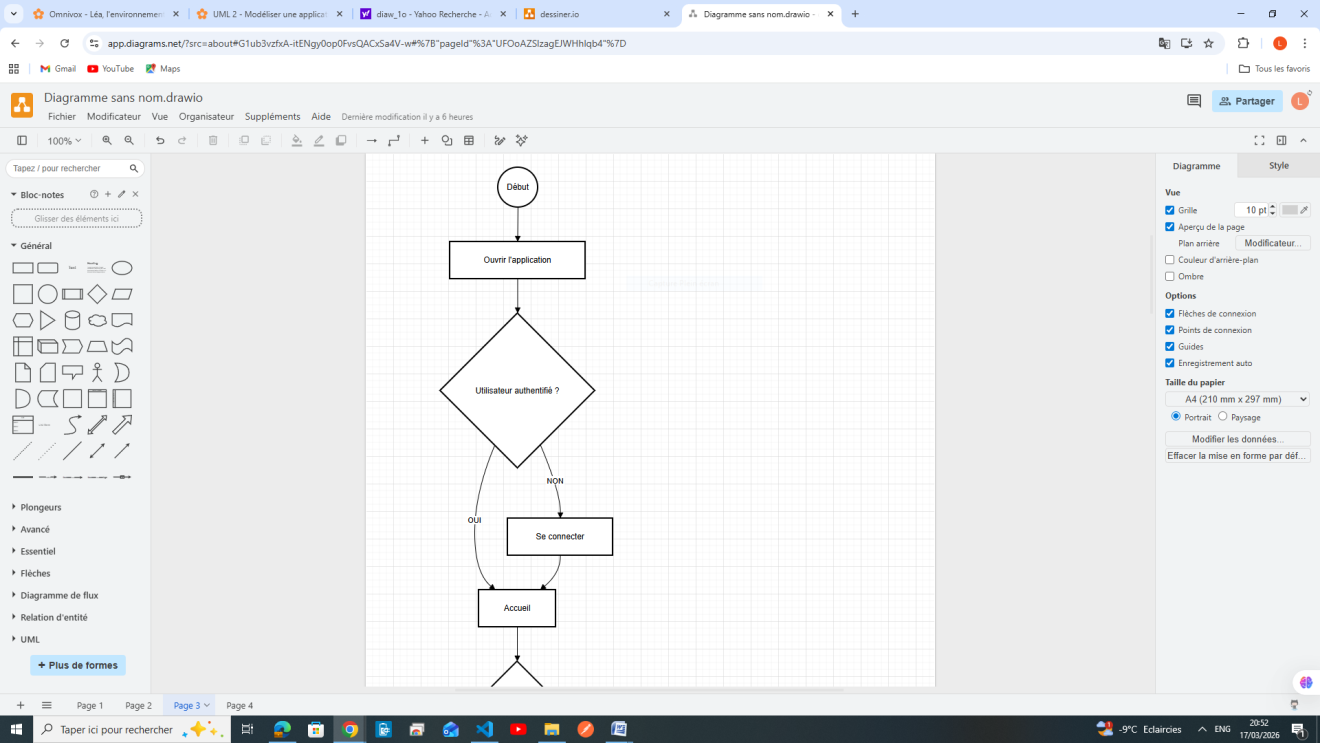 Omnivox - Léa, l'environnemen
UML 2 - Modéliser une applicat
diaw_1o - Yahoo Recherche - A
dessiner.io
Diagramme sans nom.drawio -
app.diagrams.net/?src=about#G1ub3vzfxA-itENgy0op0FvsQACxSa4V-w#%7B"pageId"%3A"UFOoAZSlzagEJWHhIqb4"%7D
L
Gmail
YouTube
Maps
Tous les favoris
Diagramme sans nom.drawio
Fichier Modificateur Vue Organisateur Suppléments Aide Dernière modification il y a 6 heures
Partager
L
100%
Tapez / pour rechercher
Bloc-notes
Glisser des éléments ici
Général
Text
Heading
Plongeurs
Avancé
Essentiel
Flèches
Diagramme de flux
Relation d'entité
UML
+ Plus de formes
Début
Ouvrir l'application
Utilisateur authentifié ?
NON
OUI
Se connecter
Accueil
Diagramme
Style
Vue
Grille
10 pt
Aperçu de la page
Plan arrière
Modificateur...
Couleur d'arrière-plan
Ombre
Options
Flèches de connexion
Points de connexion
Guides
Enregistrement auto
Taille du papier
A4 (210 mm x 297 mm)
Portrait
Paysage
Modifier les données...
Effacer la mise en forme par déf...
Page 1
Page 2
Page 3
Page 4
Taper ici pour rechercher
-9°C Eclaircies
ENG
20:52
17/03/2026
1